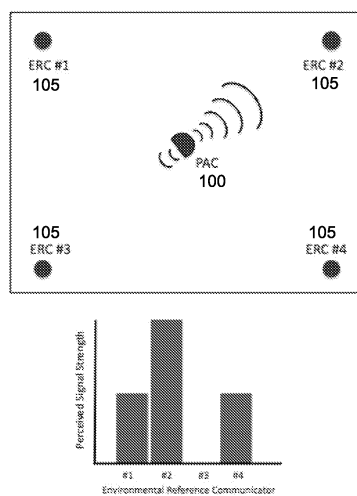 ERC #1
105
ERC #2
105
PAC
100
105
ERC #3
105
ERC #4
Perceived Signal Strength
#1 #2 #3 #4
Environmental Reference Communicator